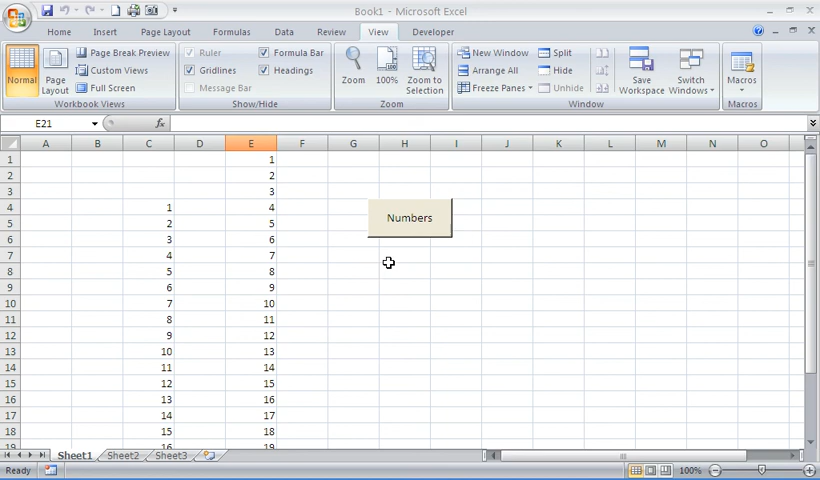 Book1 - Microsoft Excel
Home Insert Page Layout Formulas Data Review View Developer
Normal Page Layout Page Break Preview Custom Views Full Screen
Workbook Views
Ruler Gridlines Message Bar Formula Bar Headings
Show/Hide
Zoom 100% Zoom to Selection
Zoom
New Window Arrange All Freeze Panes Split Hide Unhide Save Workspace Switch Windows
Window
Macros
Macros
E21 fx
A B C D E F G H I J K L M N O
1 1
2 2
3 3
4 1 4 Numbers
5 2 5
6 3 6
7 4 7
8 5 8
9 6 9
10 7 10
11 8 11
12 9 12
13 10 13
14 11 14
15 12 15
16 13 16
17 14 17
18 15 18
19 16 19
Sheet1 Sheet2 Sheet3
Ready 100%